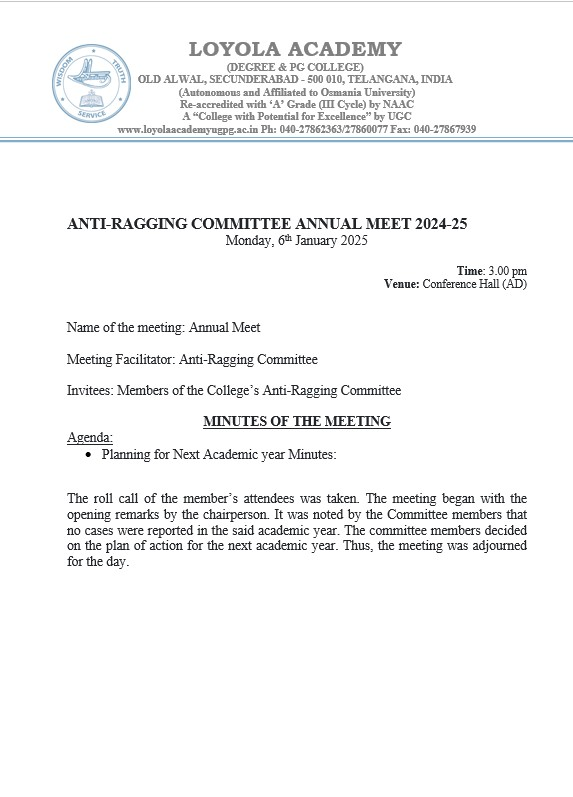 WISDOM
TRUTH
SERVICE
LOYOLA ACADEMY
(DEGREE & PG COLLEGE)
OLD ALWAL, SECUNDERABAD - 500 010, TELANGANA, INDIA
(Autonomous and Affiliated to Osmania University)
Re-accredited with ‘A’ Grade (III Cycle) by NAAC
A “College with Potential for Excellence” by UGC
www.loyolaacademyugpg.ac.in Ph: 040-27862363/27860077 Fax: 040-27867939
ANTI-RAGGING COMMITTEE ANNUAL MEET 2024-25
Monday, 6th January 2025
Time: 3.00 pm
Venue: Conference Hall (AD)
Name of the meeting: Annual Meet
Meeting Facilitator: Anti-Ragging Committee
Invitees: Members of the College’s Anti-Ragging Committee
MINUTES OF THE MEETING
Agenda:
• Planning for Next Academic year Minutes:
The roll call of the member’s attendees was taken. The meeting began with the
opening remarks by the chairperson. It was noted by the Committee members that
no cases were reported in the said academic year. The committee members decided
on the plan of action for the next academic year. Thus, the meeting was adjourned
for the day.